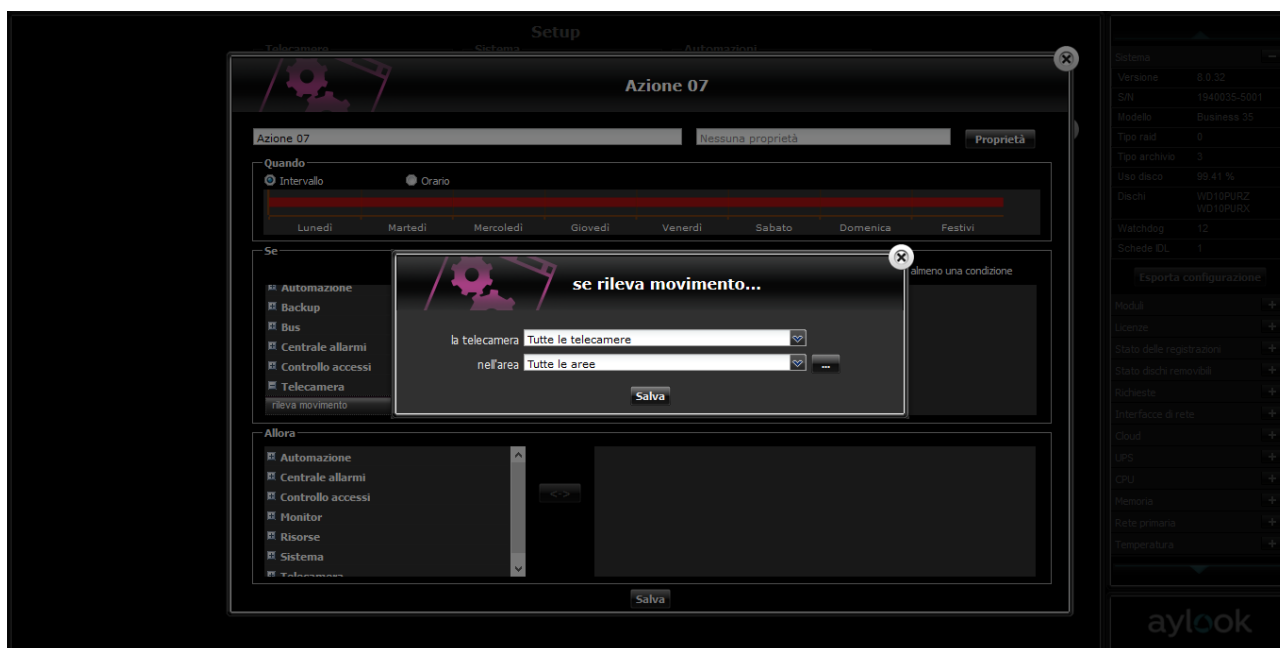 Setup
Telecamere Sistema Automazioni
Azione 07
Azione 07 Nessuna proprietà Proprietà
Quando
Intervallo Orario
Lunedì Martedì Mercoledì Giovedì Venerdì Sabato Domenica Festivi
Se
almeno una condizione
Automazione
Backup
Bus
Centrale allarmi
Controllo accessi
Telecamera
rileva movimento
se rileva movimento...
la telecamera Tutte le telecamere
nell'area Tutte le aree ...
Salva
Allora
Automazione
Centrale allarmi
Controllo accessi
Monitor
Risorse
Sistema
Telecamera
<->
Salva
Sistema
Versione 8.0.32
S/N 1940035-5001
Modello Business 35
Tipo raid 0
Tipo archivio 3
Uso disco 99.41 %
Dischi WD10PURZ
WD10PURX
Watchdog 12
Schede IOL 1
Esporta configurazione
Moduli
Licenze
Stato delle registrazioni
Stato dischi removibili
Richieste
Interfacce di rete
Cloud
UPS
CPU
Memoria
Rete primaria
Temperatura
aylook